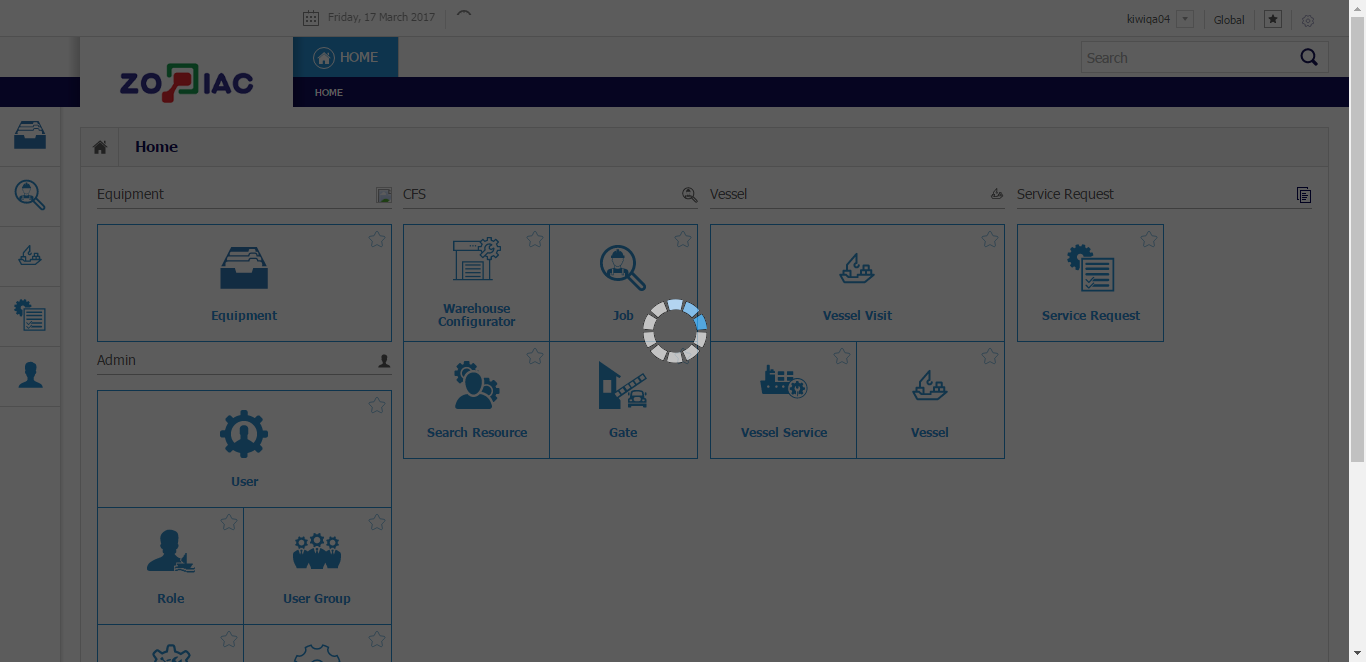 Friday, 17 March 2017
kiwiqa04
Global
ZODIAC
HOME
Search
HOME
Home
Equipment
CFS
Vessel
Service Request
Equipment
Warehouse
Configurator
Job
Vessel Visit
Service Request
Admin
Search Resource
Gate
Vessel Service
Vessel
User
Role
User Group